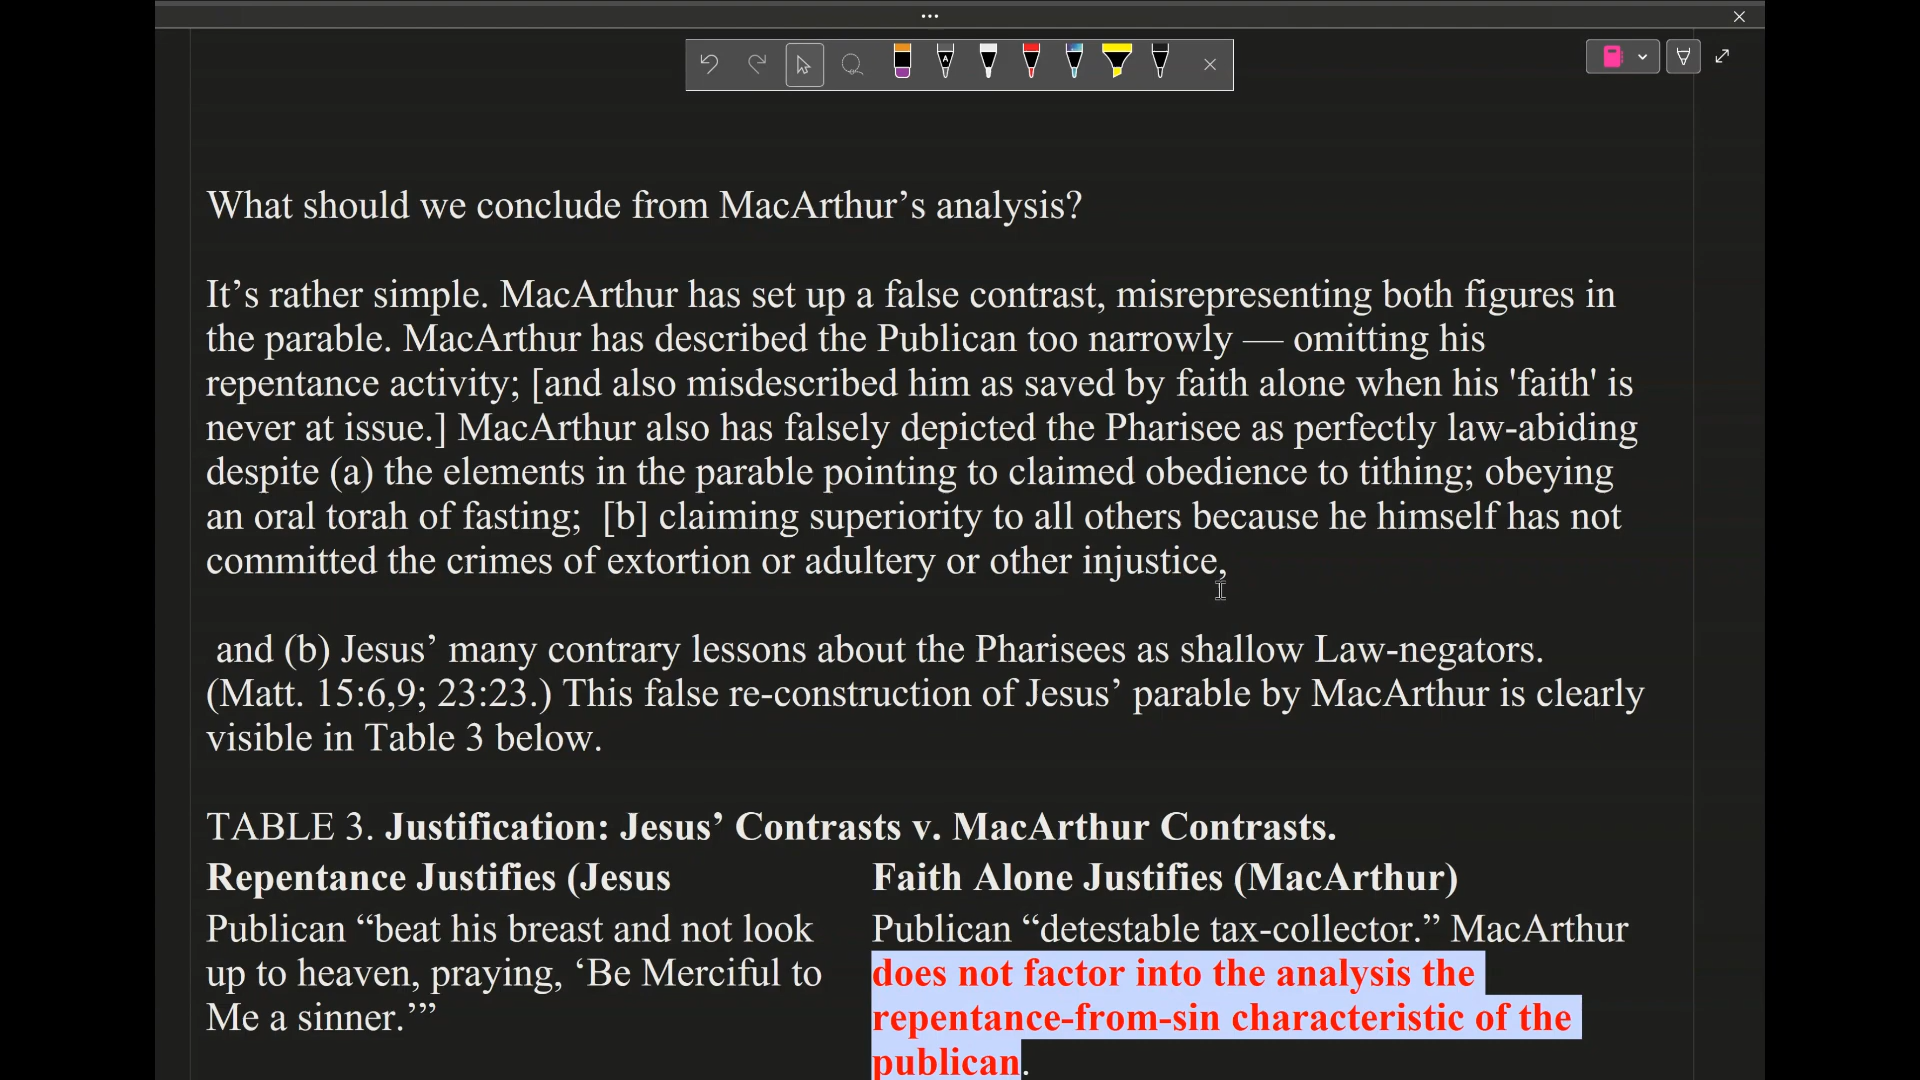 What should we conclude from MacArthur’s analysis?
It’s rather simple. MacArthur has set up a false contrast, misrepresenting both figures in
the parable. MacArthur has described the Publican too narrowly — omitting his
repentance activity; [and also misdescribed him as saved by faith alone when his 'faith' is
never at issue.] MacArthur also has falsely depicted the Pharisee as perfectly law-abiding
despite (a) the elements in the parable pointing to claimed obedience to tithing; obeying
an oral torah of fasting;  [b] claiming superiority to all others because he himself has not
committed the crimes of extortion or adultery or other injustice,
and (b) Jesus’ many contrary lessons about the Pharisees as shallow Law-negators.
(Matt. 15:6,9; 23:23.) This false re-construction of Jesus’ parable by MacArthur is clearly
visible in Table 3 below.
TABLE 3. Justification: Jesus’ Contrasts v. MacArthur Contrasts.
Repentance Justifies (Jesus
Publican “beat his breast and not look
up to heaven, praying, ‘Be Merciful to
Me a sinner.’”
Faith Alone Justifies (MacArthur)
Publican “detestable tax-collector.” MacArthur
does not factor into the analysis the
repentance-from-sin characteristic of the
publican.